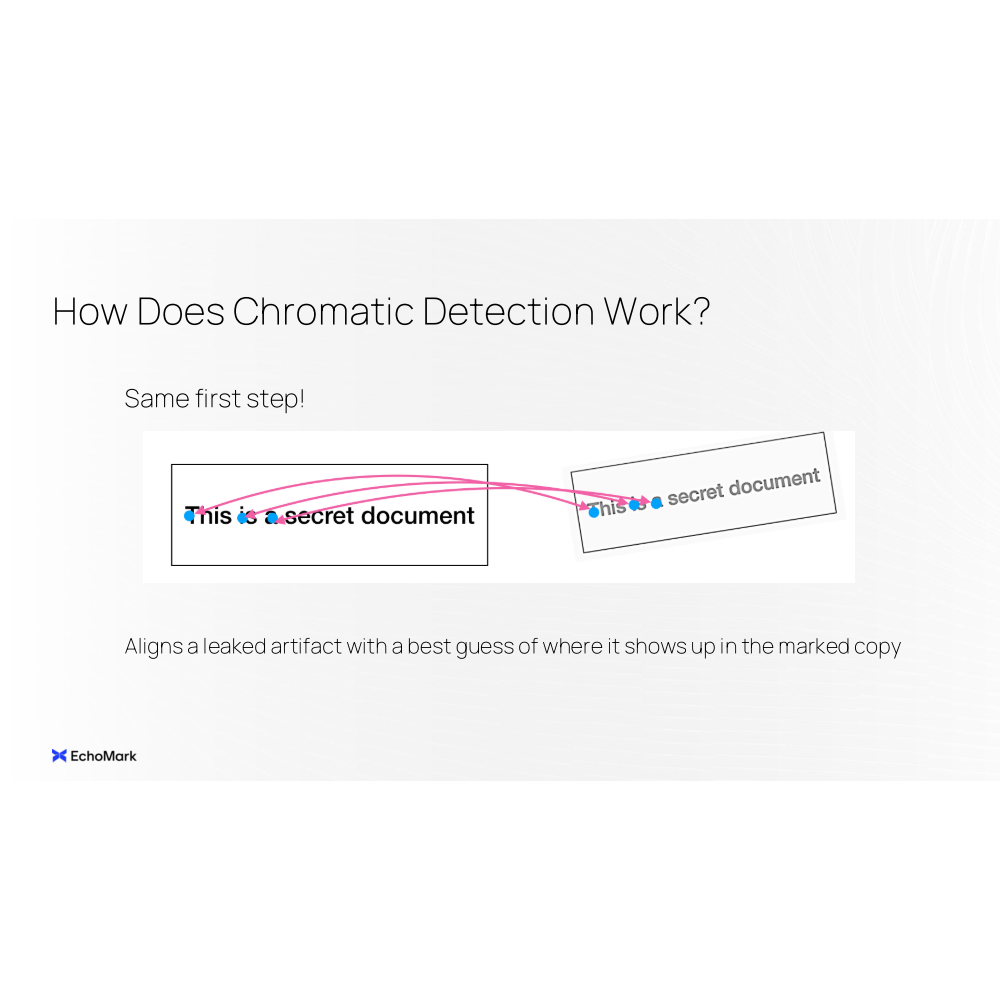 How Does Chromatic Detection Work?
Same first step!
This is a secret document
This is a secret document
Aligns a leaked artifact with a best guess of where it shows up in the marked copy
EchoMark